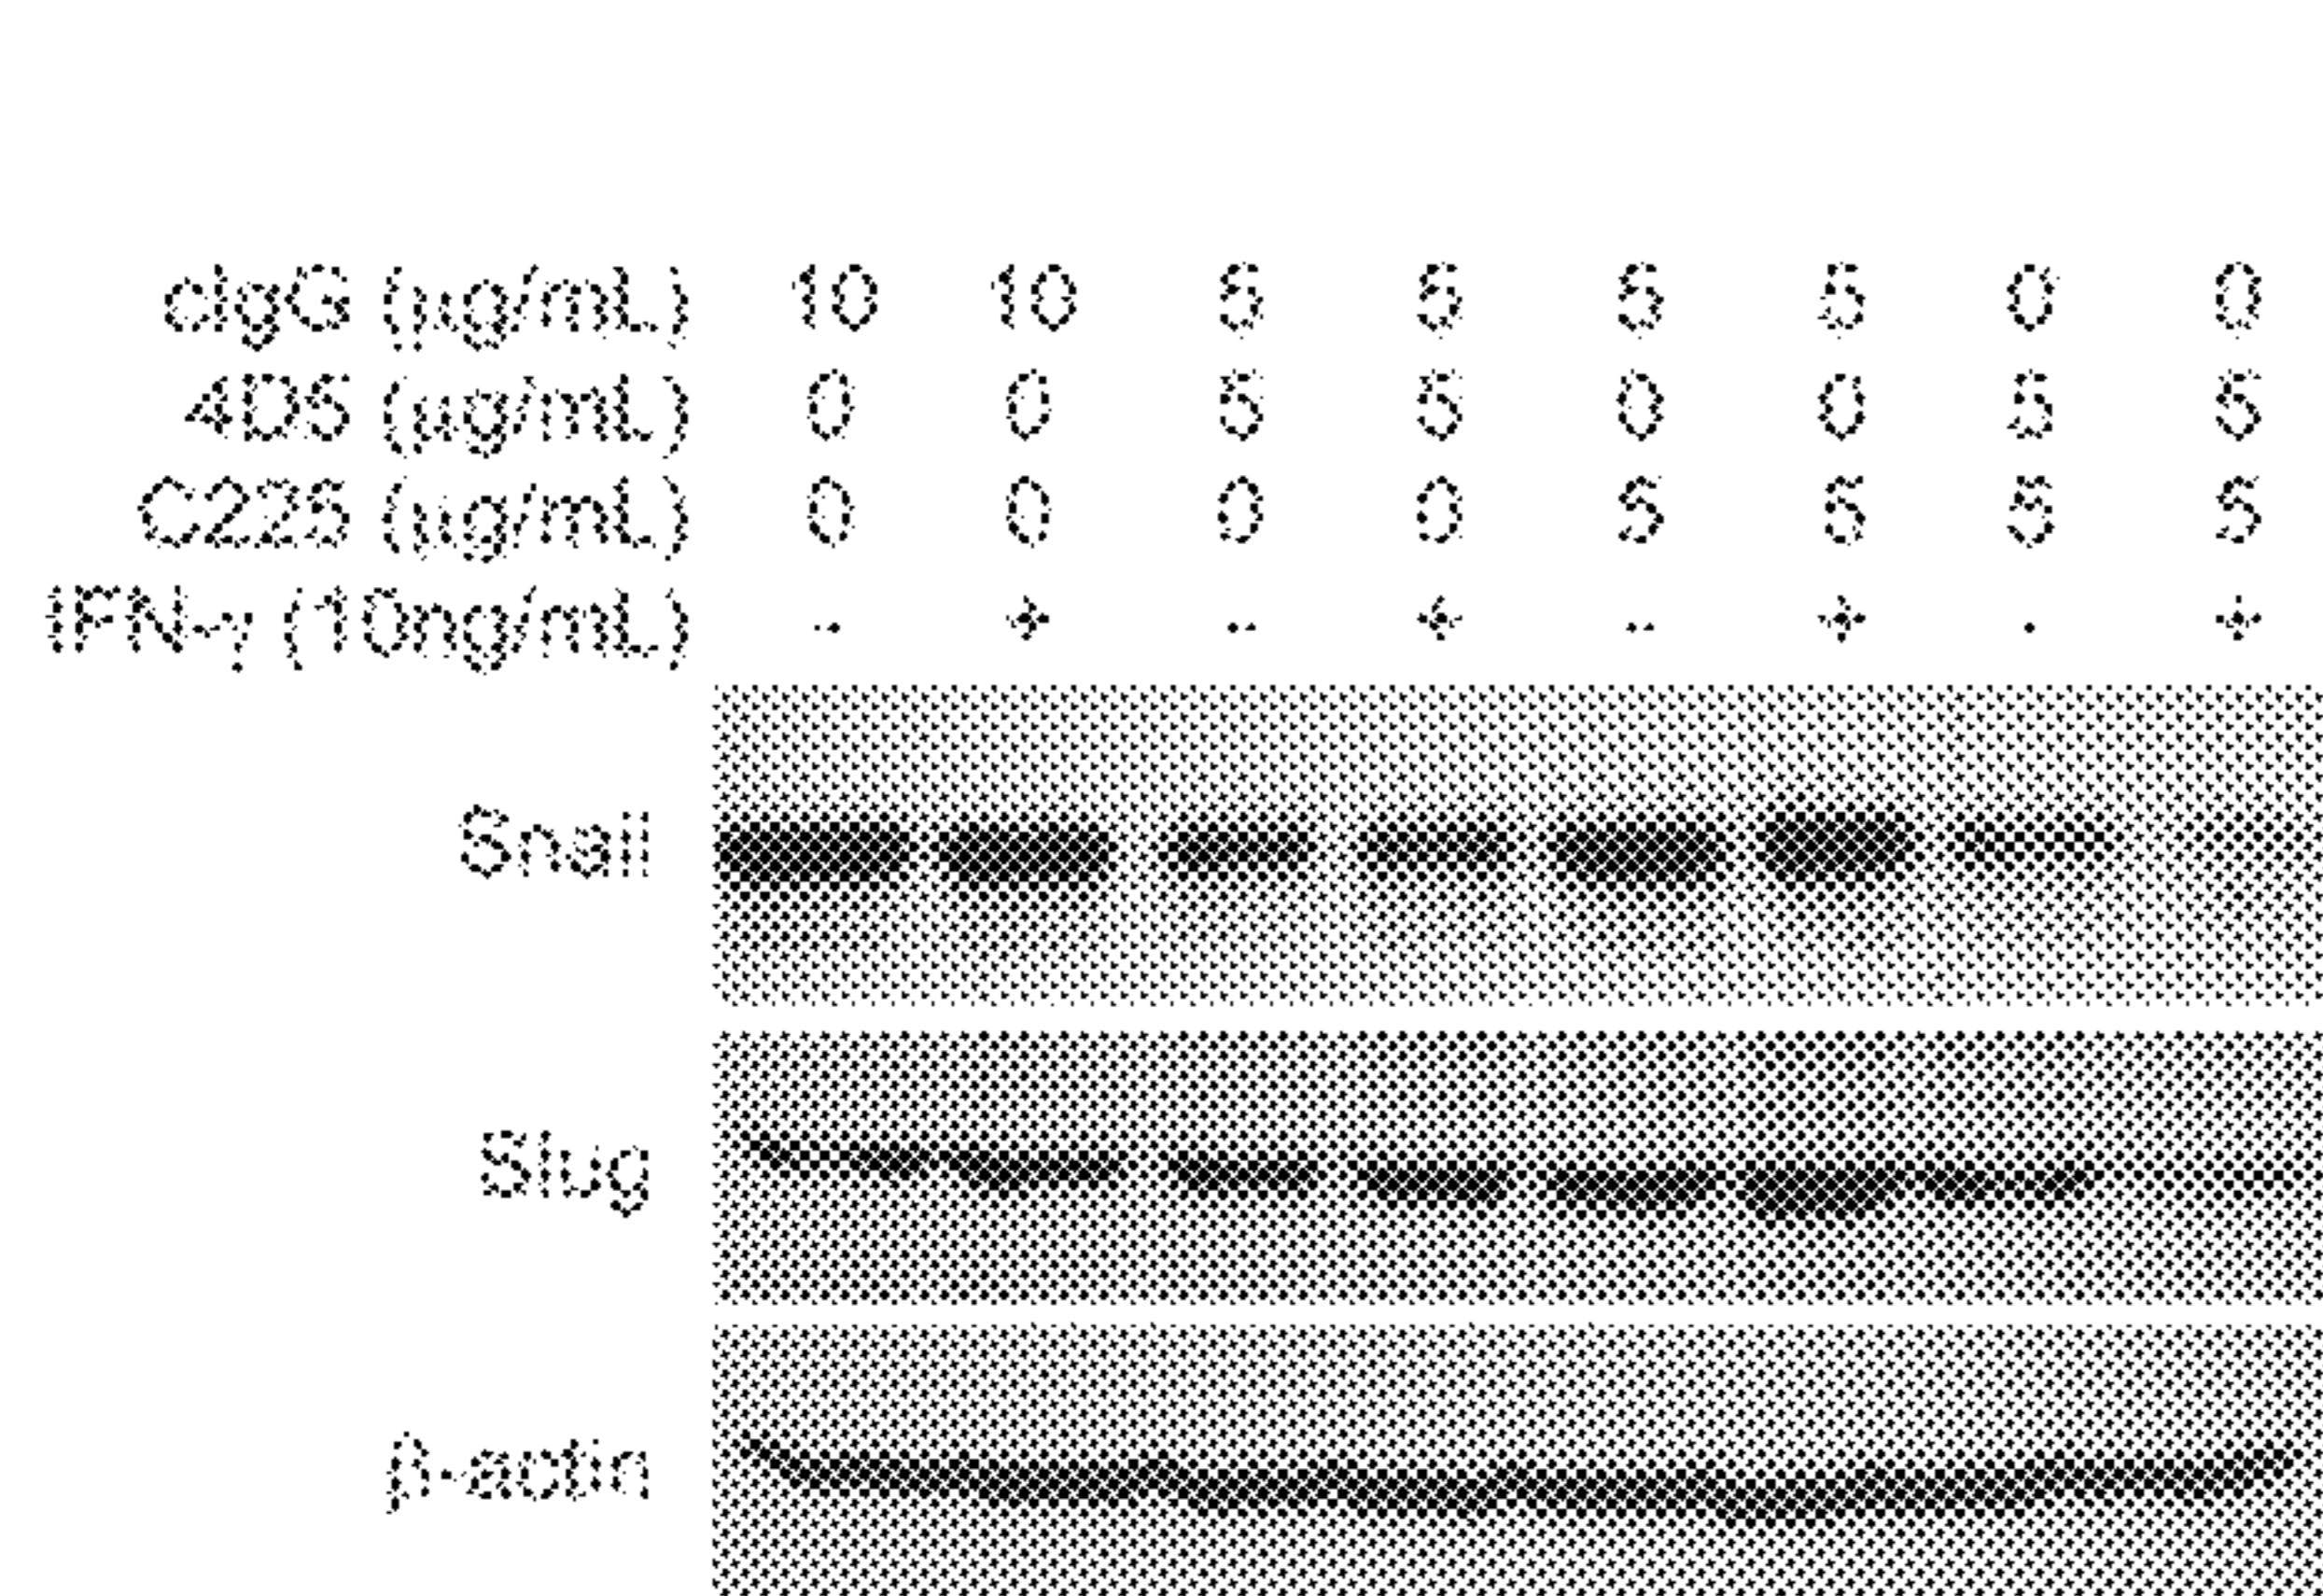 cIgG (µg/mL) 10 10 5 5 5 5 0 0
4D5 (µg/mL) 0 0 5 5 0 0 5 5
C225 (µg/mL) 0 0 0 0 5 5 5 5
IFN-γ (10ng/mL) - + - + - + - +
Snail
Slug
β-actin